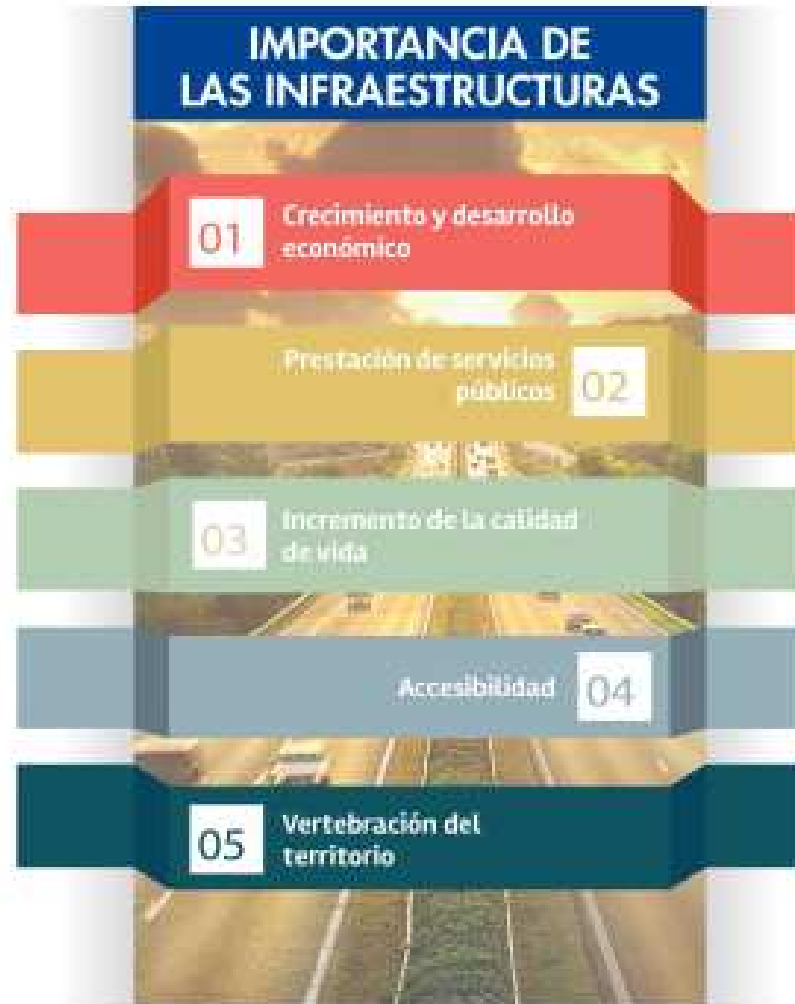 IMPORTANCIA DE
LAS INFRAESTRUCTURAS
01
Crecimiento y desarrollo
económico
Prestación de servicios
públicos
02
03
Incremento de la calidad
de vida
Accesibilidad
04
05
Vertebración del
territorio